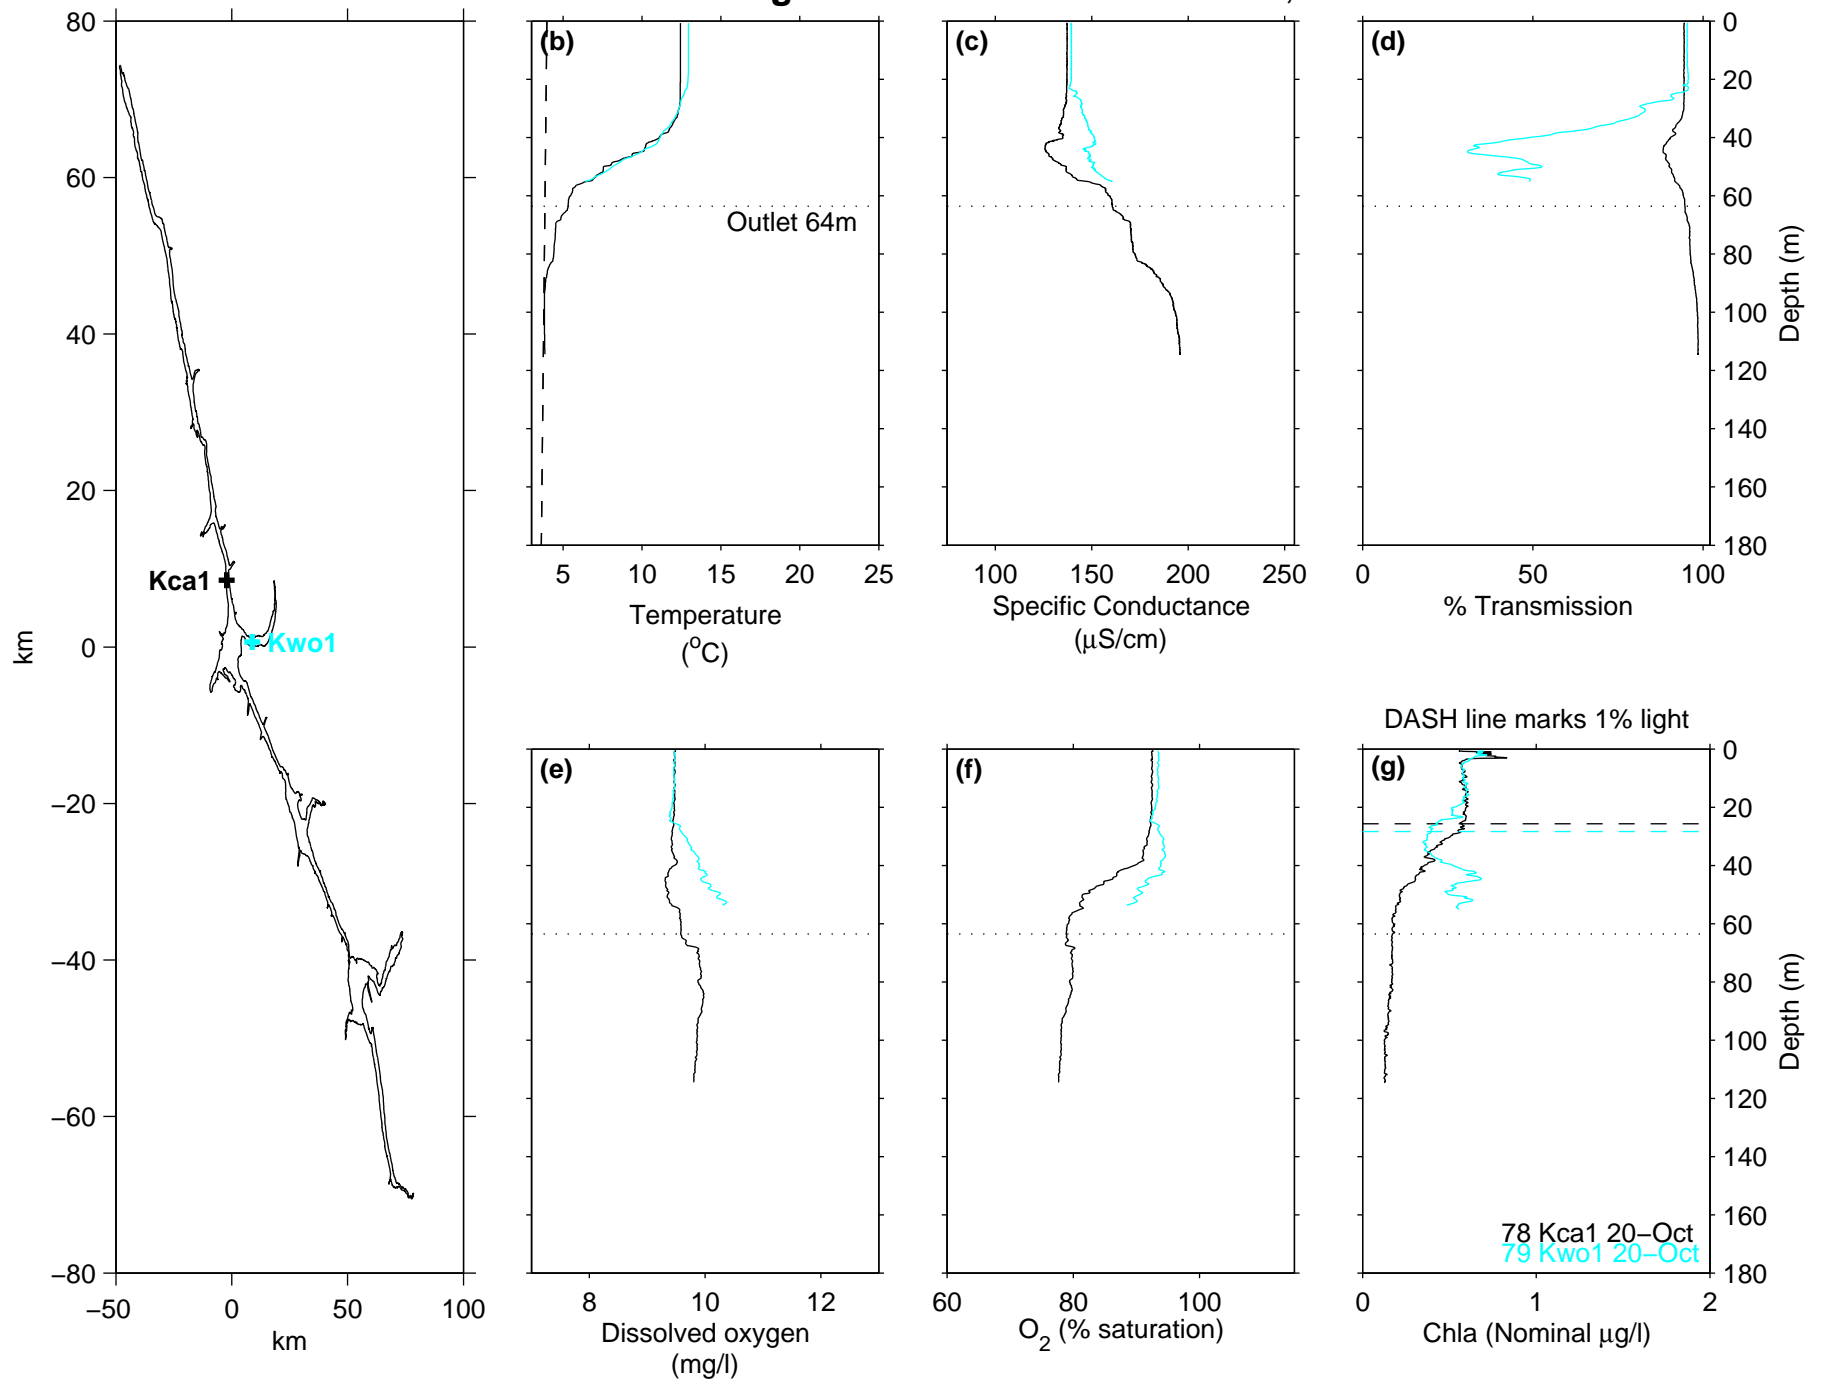 80
60
40
20
0
−20
−40
−60
−80
km
−50
0
50
100
km
Kca1
Kwo1
(b)
Outlet 64m
5
10
15
20
25
Temperature
(oC)
(c)
100
150
200
250
Specific Conductance
(μS/cm)
(d)
0
50
100
% Transmission
0
20
40
60
80
100
120
140
160
180
Depth (m)
(e)
8
10
12
Dissolved oxygen
(mg/l)
(f)
60
80
100
O2 (% saturation)
DASH line marks 1% light
(g)
78 Kca1 20−Oct
79 Kwo1 20−Oct
0
1
2
Chla (Nominal μg/l)
0
20
40
60
80
100
120
140
160
180
Depth (m)